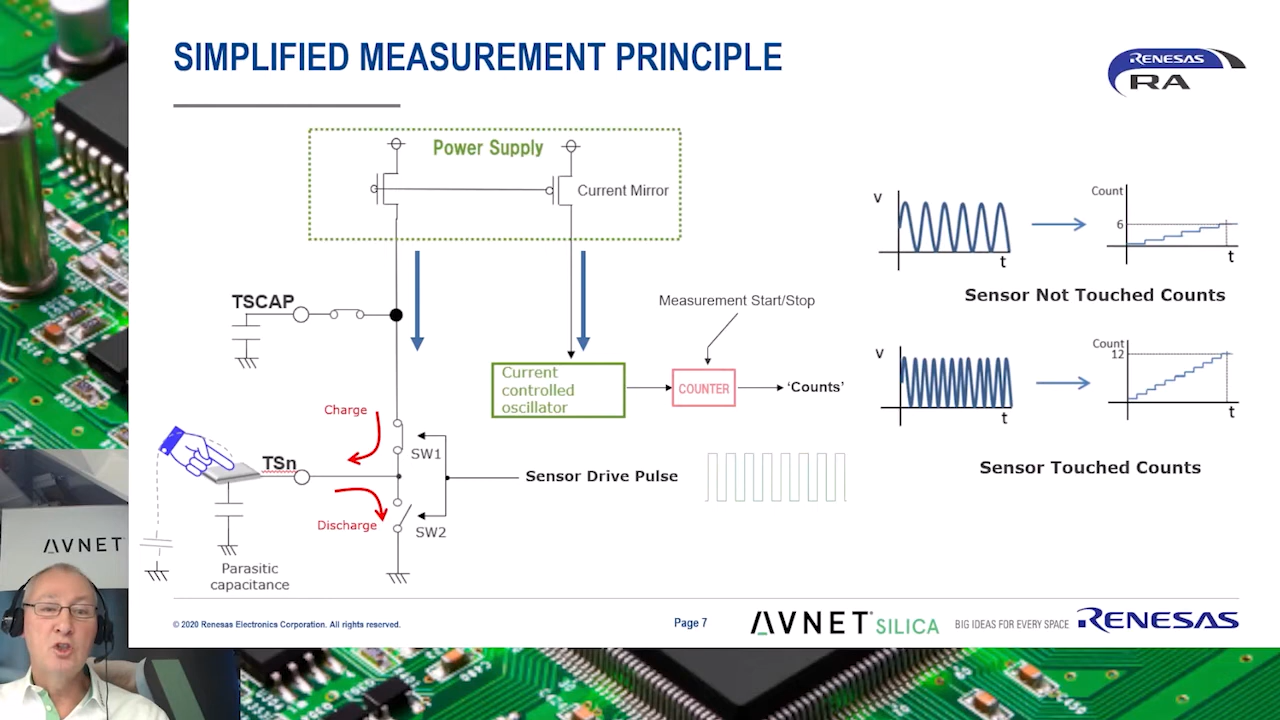 SIMPLIFIED MEASUREMENT PRINCIPLE
RENESAS
RA
Power Supply
Current Mirror
TSCAP
Measurement Start/Stop
Current
controlled
oscillator
COUNTER
'Counts'
Charge
SW1
TSn
Sensor Drive Pulse
Discharge
SW2
Parasitic
capacitance
V
t
Count
6
t
Sensor Not Touched Counts
V
t
Count
12
t
Sensor Touched Counts
AVNET
© 2020 Renesas Electronics Corporation. All rights reserved.
Page 7
AVNET® SILICA
BIG IDEAS FOR EVERY SPACE
RENESAS